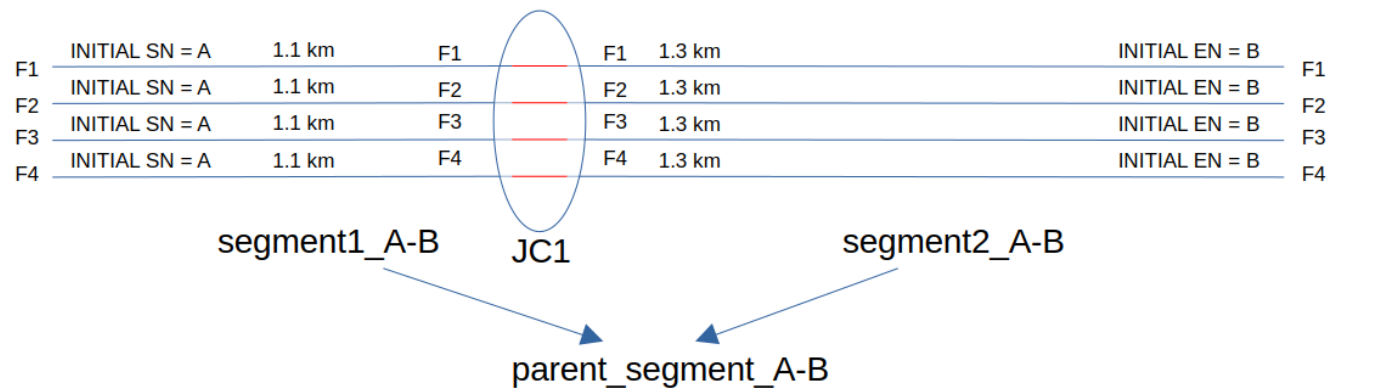 INITIAL SN = A 1.1 km F1 F1 1.3 km INITIAL EN = B
F1 F1
INITIAL SN = A 1.1 km F2 F2 1.3 km INITIAL EN = B
F2 F2
INITIAL SN = A 1.1 km F3 F3 1.3 km INITIAL EN = B
F3 F3
INITIAL SN = A 1.1 km F4 F4 1.3 km INITIAL EN = B
F4 F4
segment1_A-B JC1 segment2_A-B
parent_segment_A-B